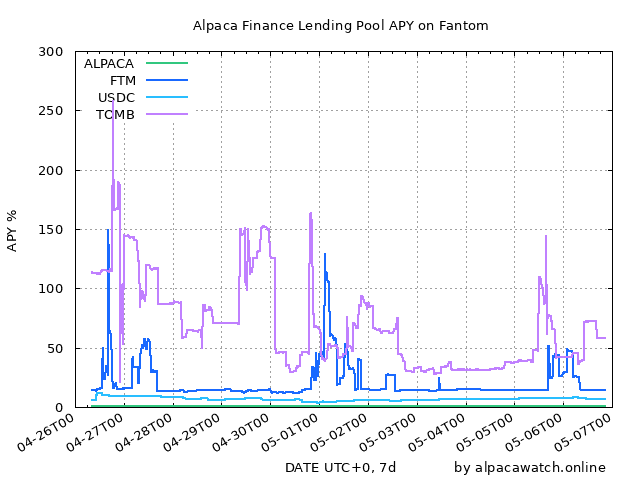 Alpaca Finance Lending Pool APY on Fantom
300
250
200
150
100
50
0
APY %
ALPACA
FTM
USDC
TOMB
04-26T00
04-27T00
04-28T00
04-29T00
04-30T00
05-01T00
05-02T00
05-03T00
05-04T00
05-05T00
05-06T00
05-07T00
DATE UTC+0, 7d
by alpacawatch.online